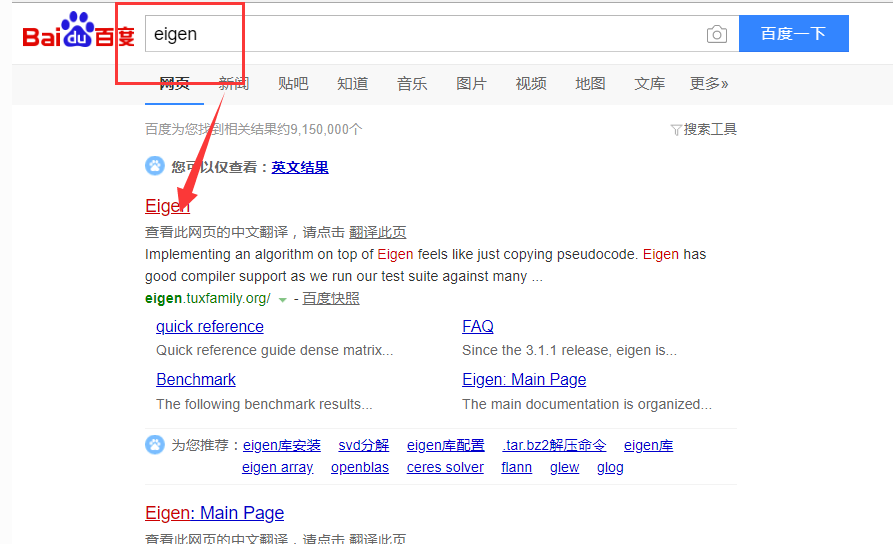 Bai du 百度 eigen 百度一下
网页 新闻 贴吧 知道 音乐 图片 视频 地图 文库 更多»
百度为您找到相关结果约9,150,000个 搜索工具
您可以仅查看：英文结果
Eigen
查看此网页的中文翻译，请点击 翻译此页
Implementing an algorithm on top of Eigen feels like just copying pseudocode. Eigen has
good compiler support as we run our test suite against many ...
eigen.tuxfamily.org/ - 百度快照
quick reference FAQ
Quick reference guide dense matrix... Since the 3.1.1 release, eigen is...
Benchmark Eigen: Main Page
The following benchmark results... The main documentation is organized...
为您推荐： eigen库安装 svd分解 eigen库配置 .tar.bz2解压命令 eigen库
eigen array openblas ceres solver flann glew glog
Eigen: Main Page
查看此网页的中文翻译，请点击 翻译此页